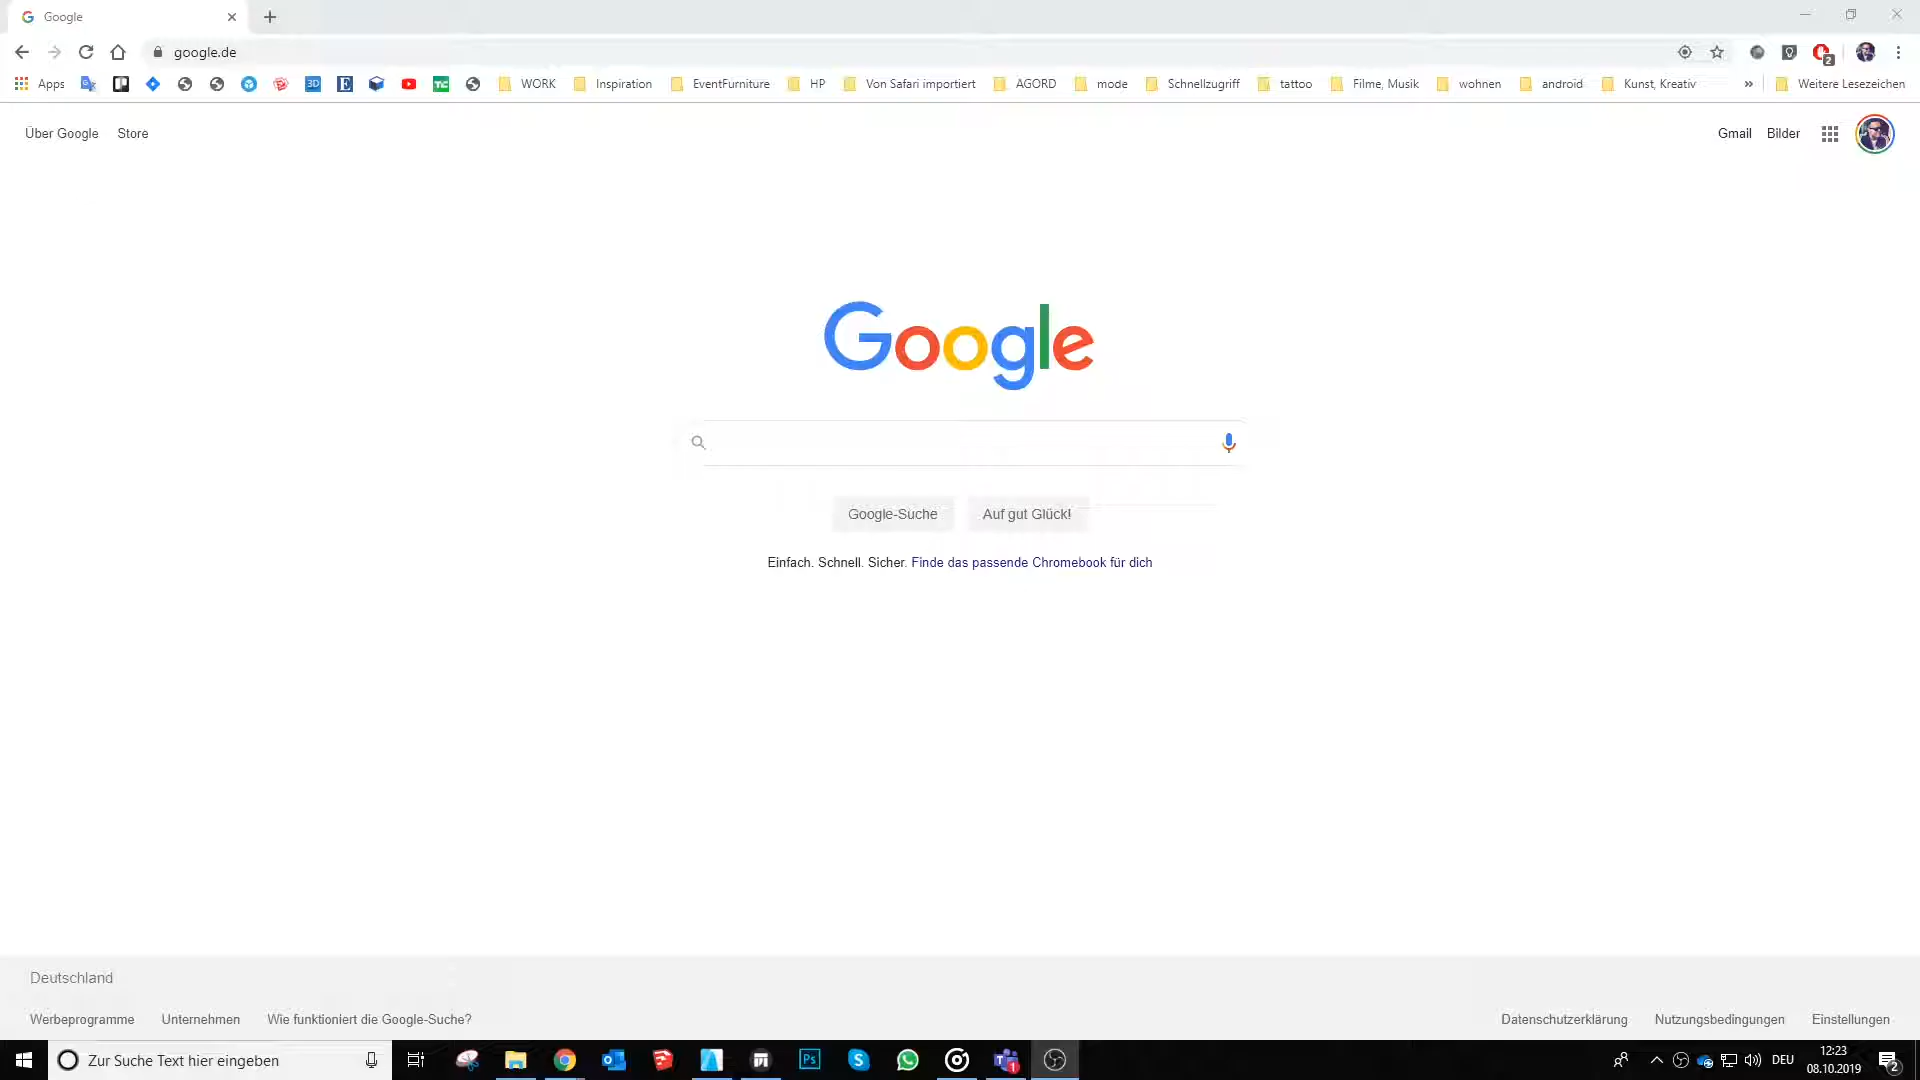 Google
google.de
Apps WORK Inspiration EventFurniture HP Von Safari importiert AGORD mode Schnellzugriff tattoo Filme, Musik wohnen android Kunst, Kreativ » Weitere Lesezeichen
Über Google Store Gmail Bilder
Google
Google-Suche Auf gut Glück!
Einfach. Schnell. Sicher. Finde das passende Chromebook für dich
Deutschland
Werbeprogramme Unternehmen Wie funktioniert die Google-Suche? Datenschutzerklärung Nutzungsbedingungen Einstellungen
Zur Suche Text hier eingeben DEU 12:23
08.10.2019